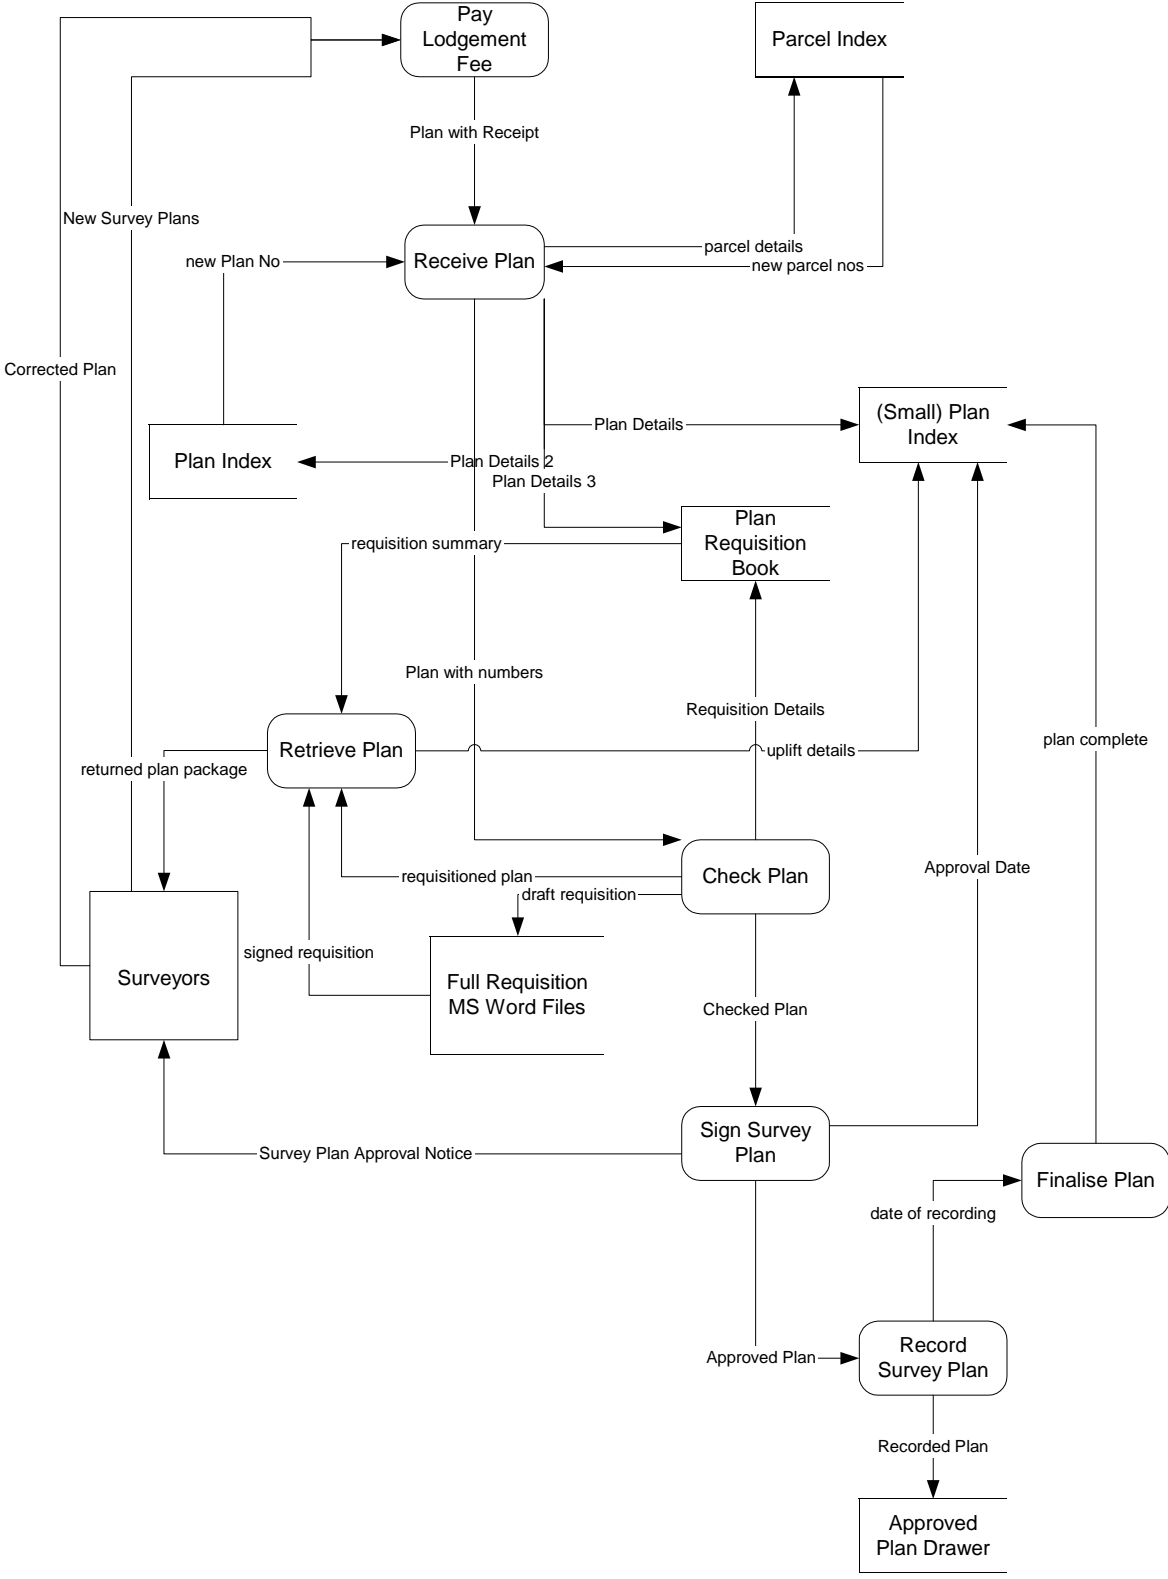 Pay
Lodgement
Fee
Parcel Index
Plan with Receipt
New Survey Plans
parcel details
new Plan No
Receive Plan
new parcel nos
Corrected Plan
(Small) Plan
Index
Plan Details
Plan Index
Plan Details 2
Plan Details 3
Plan
Requisition
Book
requisition summary
Plan with numbers
Requisition Details
Retrieve Plan
uplift details
plan complete
returned plan package
Check Plan
Approval Date
requisitioned plan
draft requisition
signed requisition
Surveyors
Full Requisition
MS Word Files
Checked Plan
Sign Survey
Plan
Survey Plan Approval Notice
Finalise Plan
date of recording
Approved Plan
Record
Survey Plan
Recorded Plan
Approved
Plan Drawer